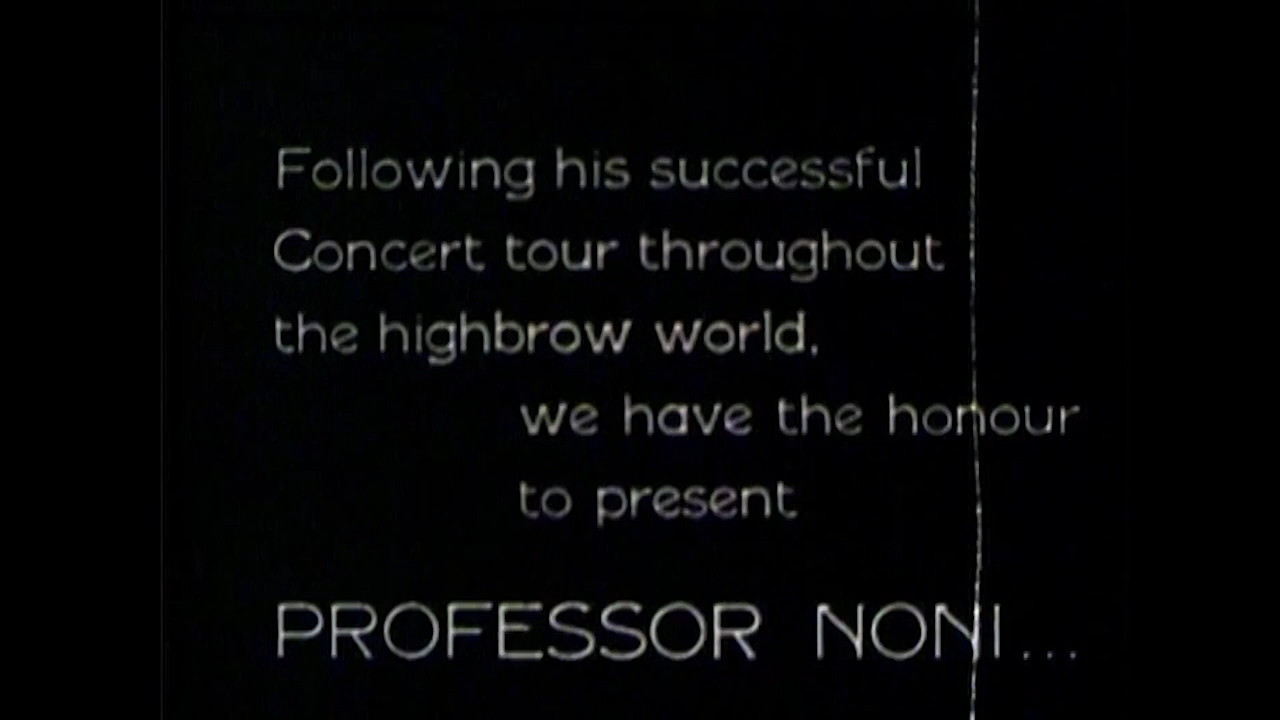 Following his successful
Concert tour throughout
the highbrow world,
we have the honour
to present
PROFESSOR NONI...